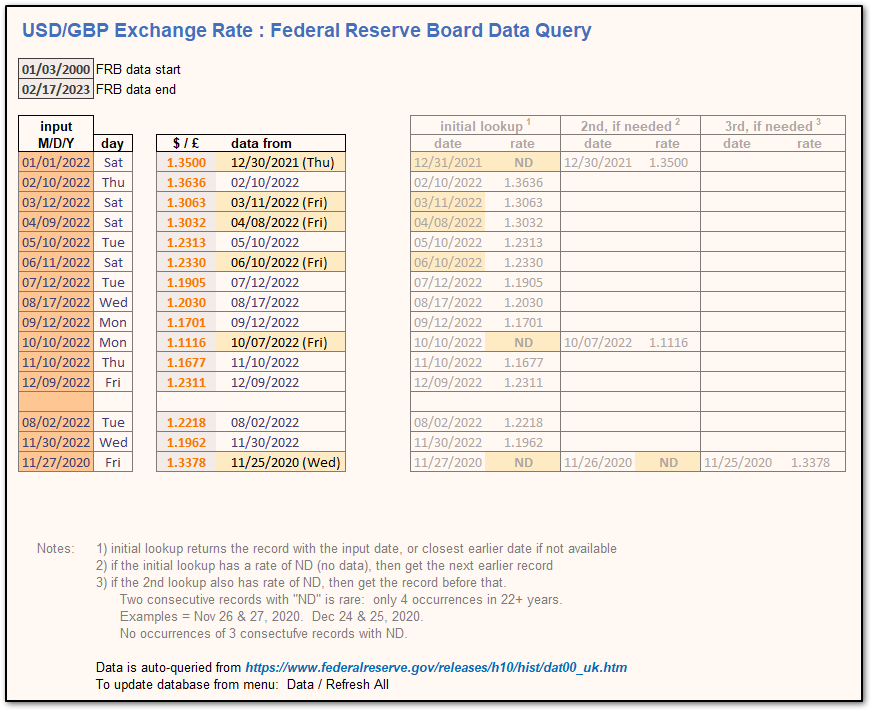 USD/GBP Exchange Rate : Federal Reserve Board Data Query
01/03/2000 FRB data start
02/17/2023 FRB data end
input initial lookup 1 2nd, if needed 2 3rd, if needed 3
M/D/Y day $ / £ data from date rate date rate date rate
01/01/2022 Sat 1.3500 12/30/2021 (Thu) 12/31/2021 ND 12/30/2021 1.3500
02/10/2022 Thu 1.3636 02/10/2022 02/10/2022 1.3636
03/12/2022 Sat 1.3063 03/11/2022 (Fri) 03/11/2022 1.3063
04/09/2022 Sat 1.3032 04/08/2022 (Fri) 04/08/2022 1.3032
05/10/2022 Tue 1.2313 05/10/2022 05/10/2022 1.2313
06/11/2022 Sat 1.2330 06/10/2022 (Fri) 06/10/2022 1.2330
07/12/2022 Tue 1.1905 07/12/2022 07/12/2022 1.1905
08/17/2022 Wed 1.2030 08/17/2022 08/17/2022 1.2030
09/12/2022 Mon 1.1701 09/12/2022 09/12/2022 1.1701
10/10/2022 Mon 1.1116 10/07/2022 (Fri) 10/10/2022 ND 10/07/2022 1.1116
11/10/2022 Thu 1.1677 11/10/2022 11/10/2022 1.1677
12/09/2022 Fri 1.2311 12/09/2022 12/09/2022 1.2311
08/02/2022 Tue 1.2218 08/02/2022 08/02/2022 1.2218
11/30/2022 Wed 1.1962 11/30/2022 11/30/2022 1.1962
11/27/2020 Fri 1.3378 11/25/2020 (Wed) 11/27/2020 ND 11/26/2020 ND 11/25/2020 1.3378
Notes: 1) initial lookup returns the record with the input date, or closest earlier date if not available
2) if the initial lookup has a rate of ND (no data), then get the next earlier record
3) if the 2nd lookup also has rate of ND, then get the record before that.
Two consecutive records with "ND" is rare: only 4 occurrences in 22+ years.
Examples = Nov 26 & 27, 2020. Dec 24 & 25, 2020.
No occurrences of 3 consectufve records with ND.
Data is auto-queried from https://www.federalreserve.gov/releases/h10/hist/dat00_uk.htm
To update database from menu: Data / Refresh All